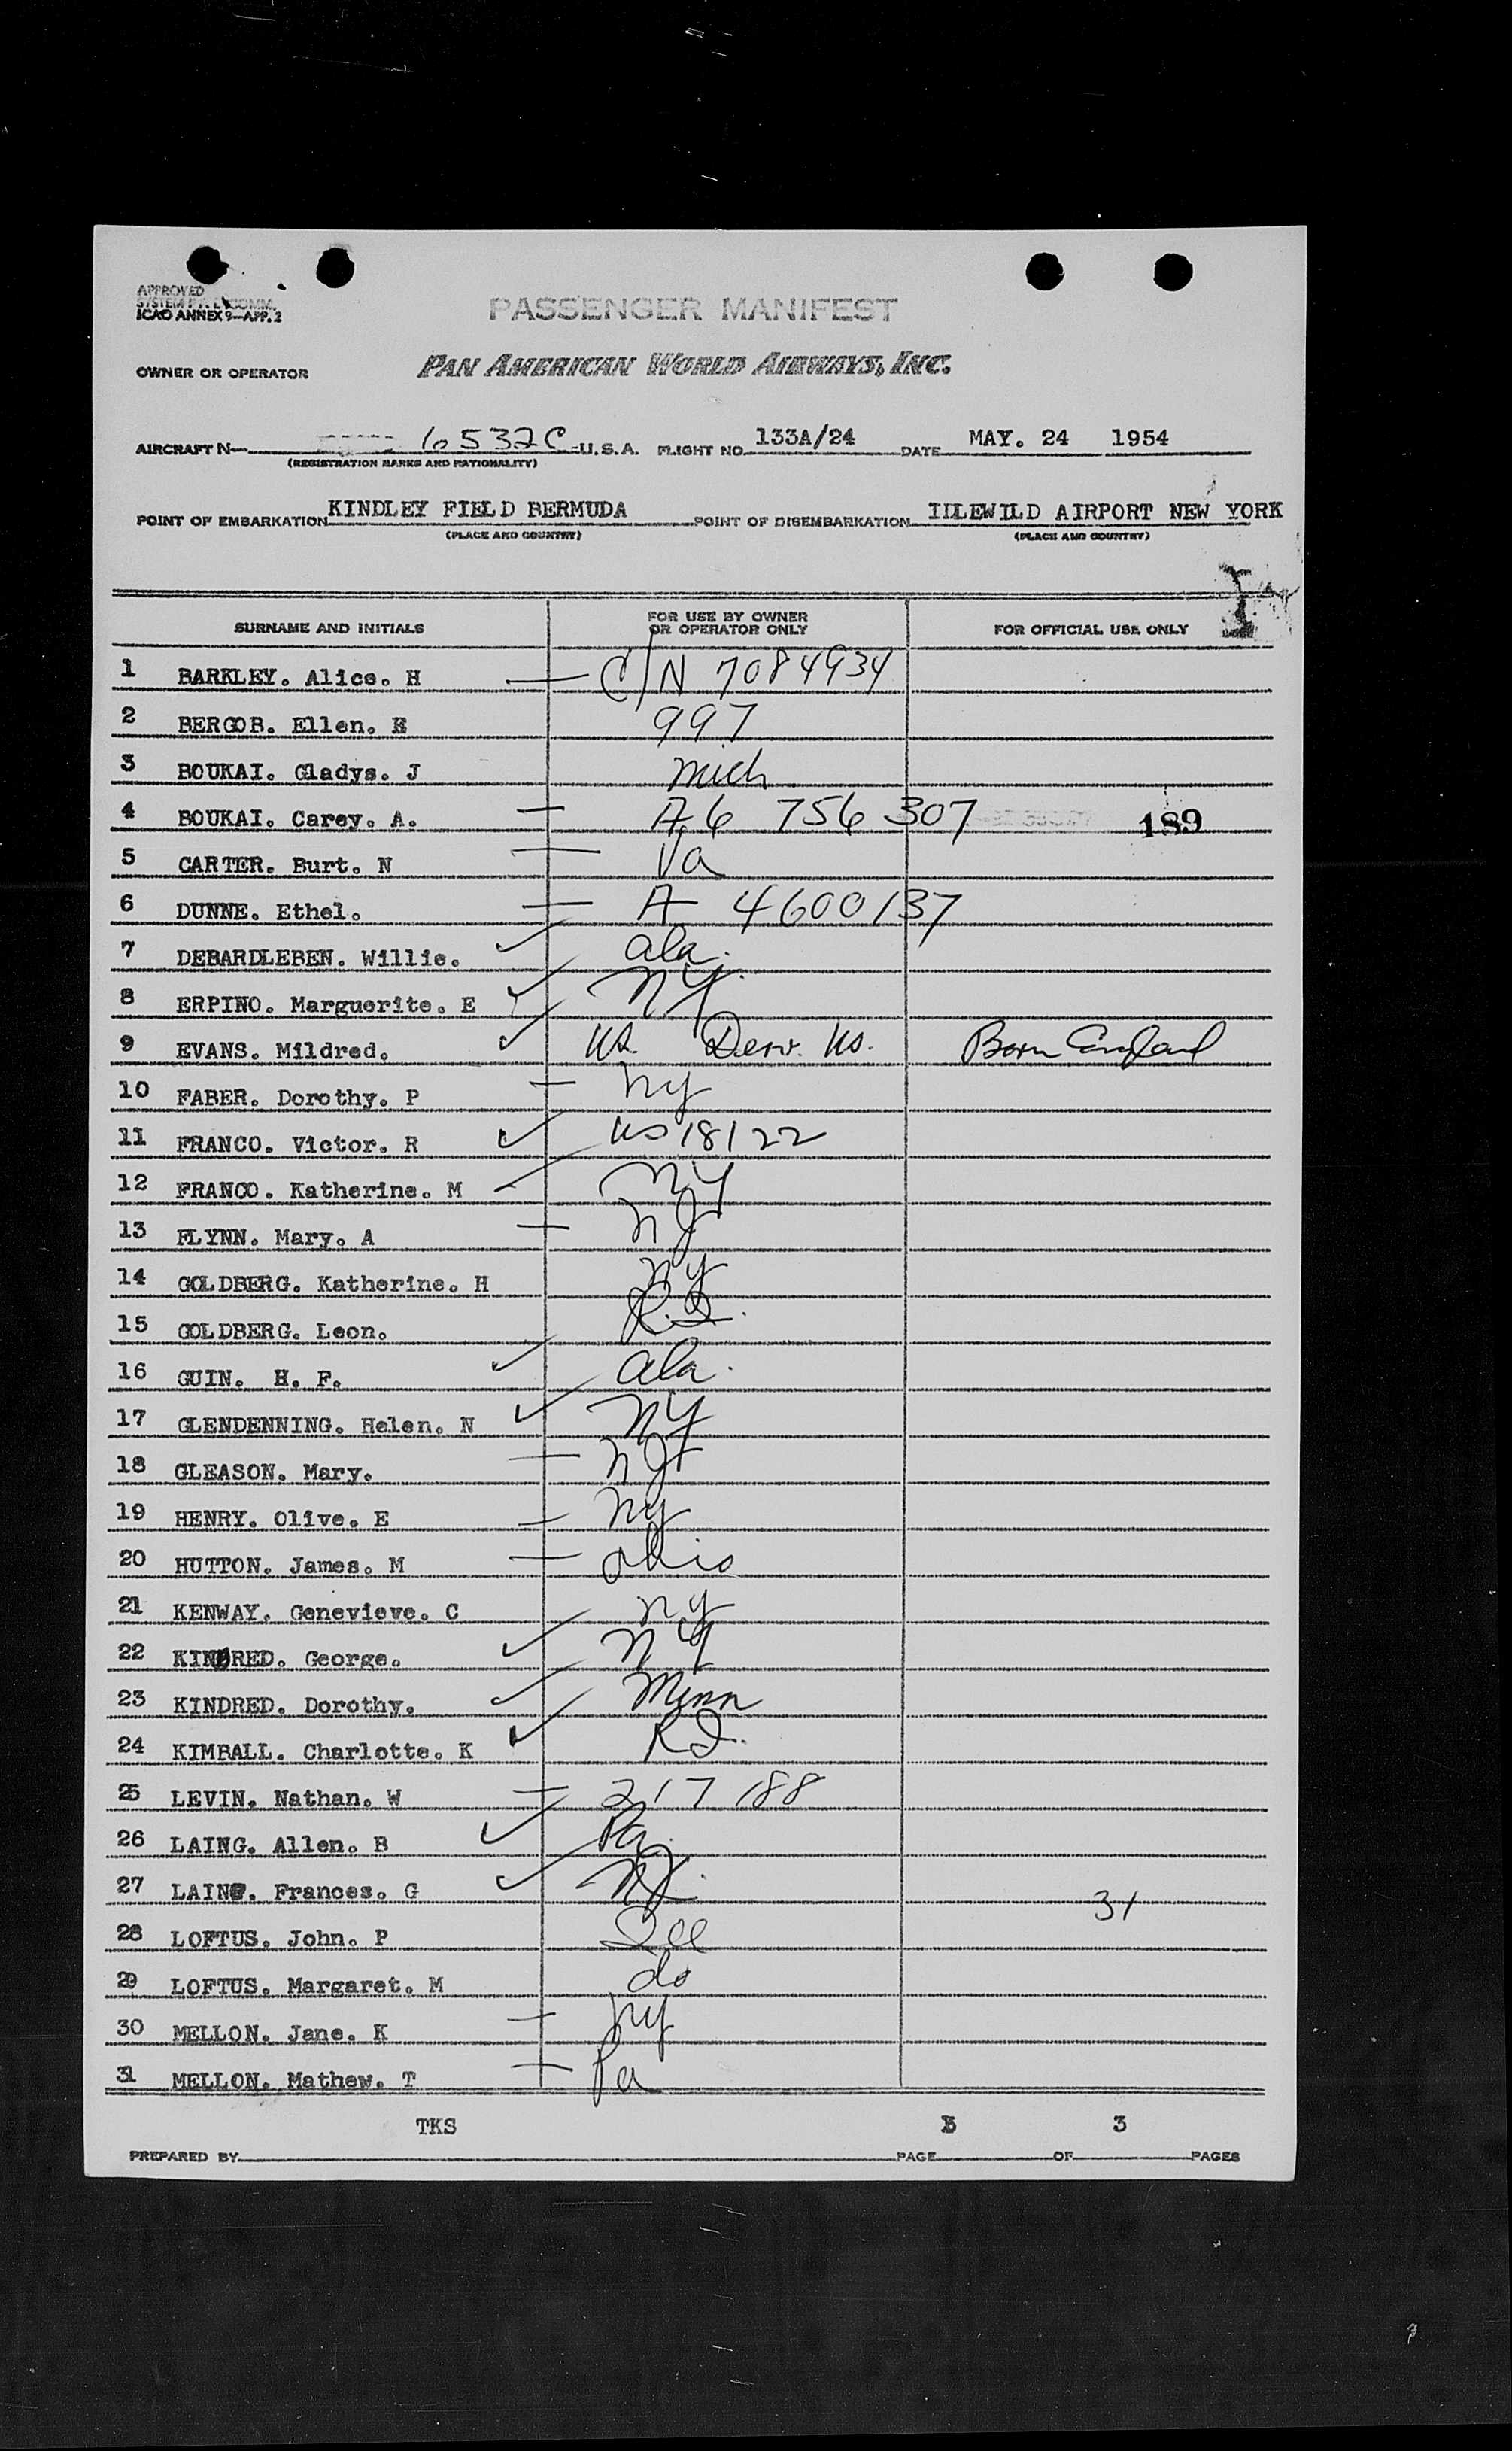 APPROVED
ICAO ANNEX 9—APP. 2
PASSENGER MANIFEST
OWNER OR OPERATOR PAN AMERICAN WORLD AIRWAYS, INC.
AIRCRAFT N— 6532C -U.S.A. FLIGHT NO. 133A/24 DATE MAY. 24 1954
(REGISTRATION MARKS AND NATIONALITY)
POINT OF EMBARKATION KINDLEY FIELD BERMUDA POINT OF DISEMBARKATION IDLEWILD AIRPORT NEW YORK
(PLACE AND COUNTRY) (PLACE AND COUNTRY)
SURNAME AND INITIALS FOR USE BY OWNER OR OPERATOR ONLY FOR OFFICIAL USE ONLY
1 BARKLEY. Alice. H — C/N 7084934
2 BERGOB. Ellen. E 997
3 BOUKAI. Gladys. J Mich
4 BOUKAI. Carey. A. — A6 756 307 189
5 CARTER. Burt. N — Va
6 DUNNE. Ethel. — A 4600137
7 DEBARDLEBEN. Willie. ✓ Ala.
8 ERPINO. Marguerite. E ✓ NY.
9 EVANS. Mildred. ✓ US. Derv. US. Born England
10 FABER. Dorothy. P — NY
11 FRANCO. Victor. R ✓ US 18122
12 FRANCO. Katherine. M ✓ NY
13 FLYNN. Mary. A — NJ
14 GOLDBERG. Katherine. H NY
15 GOLDBERG. Leon. R.I.
16 GUIN. H. F. ✓ Ala.
17 GLENDENNING. Helen. N ✓ NY
18 GLEASON. Mary. — NJ
19 HENRY. Olive. E — NY
20 HUTTON. James. M — Ohio
21 KENWAY. Genevieve. C NY
22 KINDRED. George. ✓ NY
23 KINDRED. Dorothy. ✓ Minn
24 KIMBALL. Charlotte. K ✓ RI.
25 LEVIN. Nathan. W — 217 188
26 LAING. Allen. B ✓ Pa.
27 LAING. Frances. G ✓ NJ. 31
28 LOFTUS. John. P Ill
29 LOFTUS. Margaret. M do
30 MELLON. Jane. K — NY
31 MELLON. Mathew. T — Pa
TKS 3 3
PREPARED BY PAGE OF PAGES